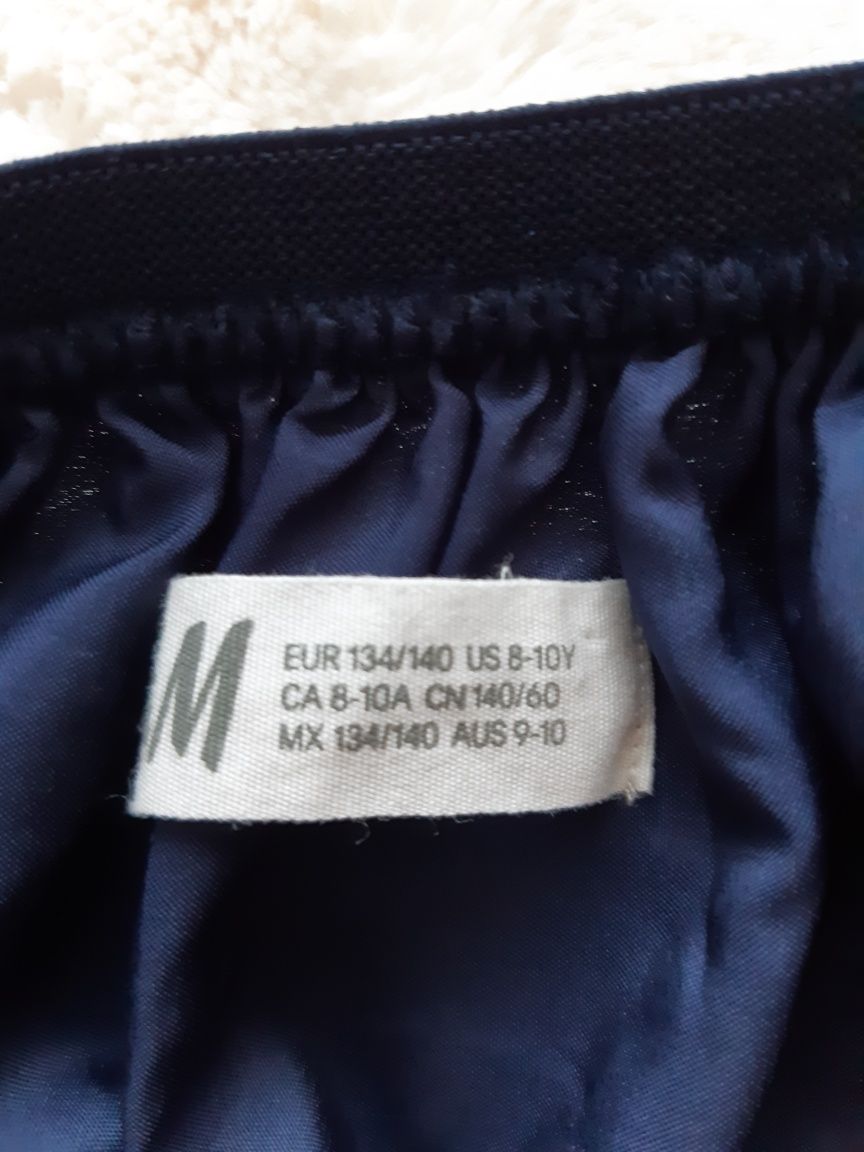 M
EUR 134/140 US 8-10Y
CA 8-10A CN 140/60
MX 134/140 AUS 9-10